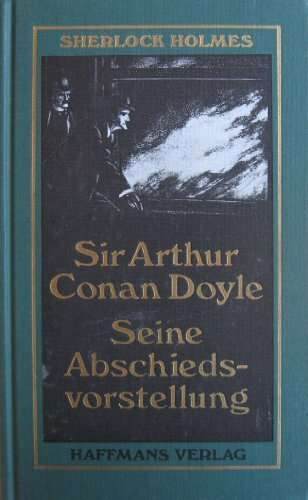 SHERLOCK HOLMES
Sir Arthur
Conan Doyle
Seine
Abschieds-
vorstellung
HAFFMANS VERLAG